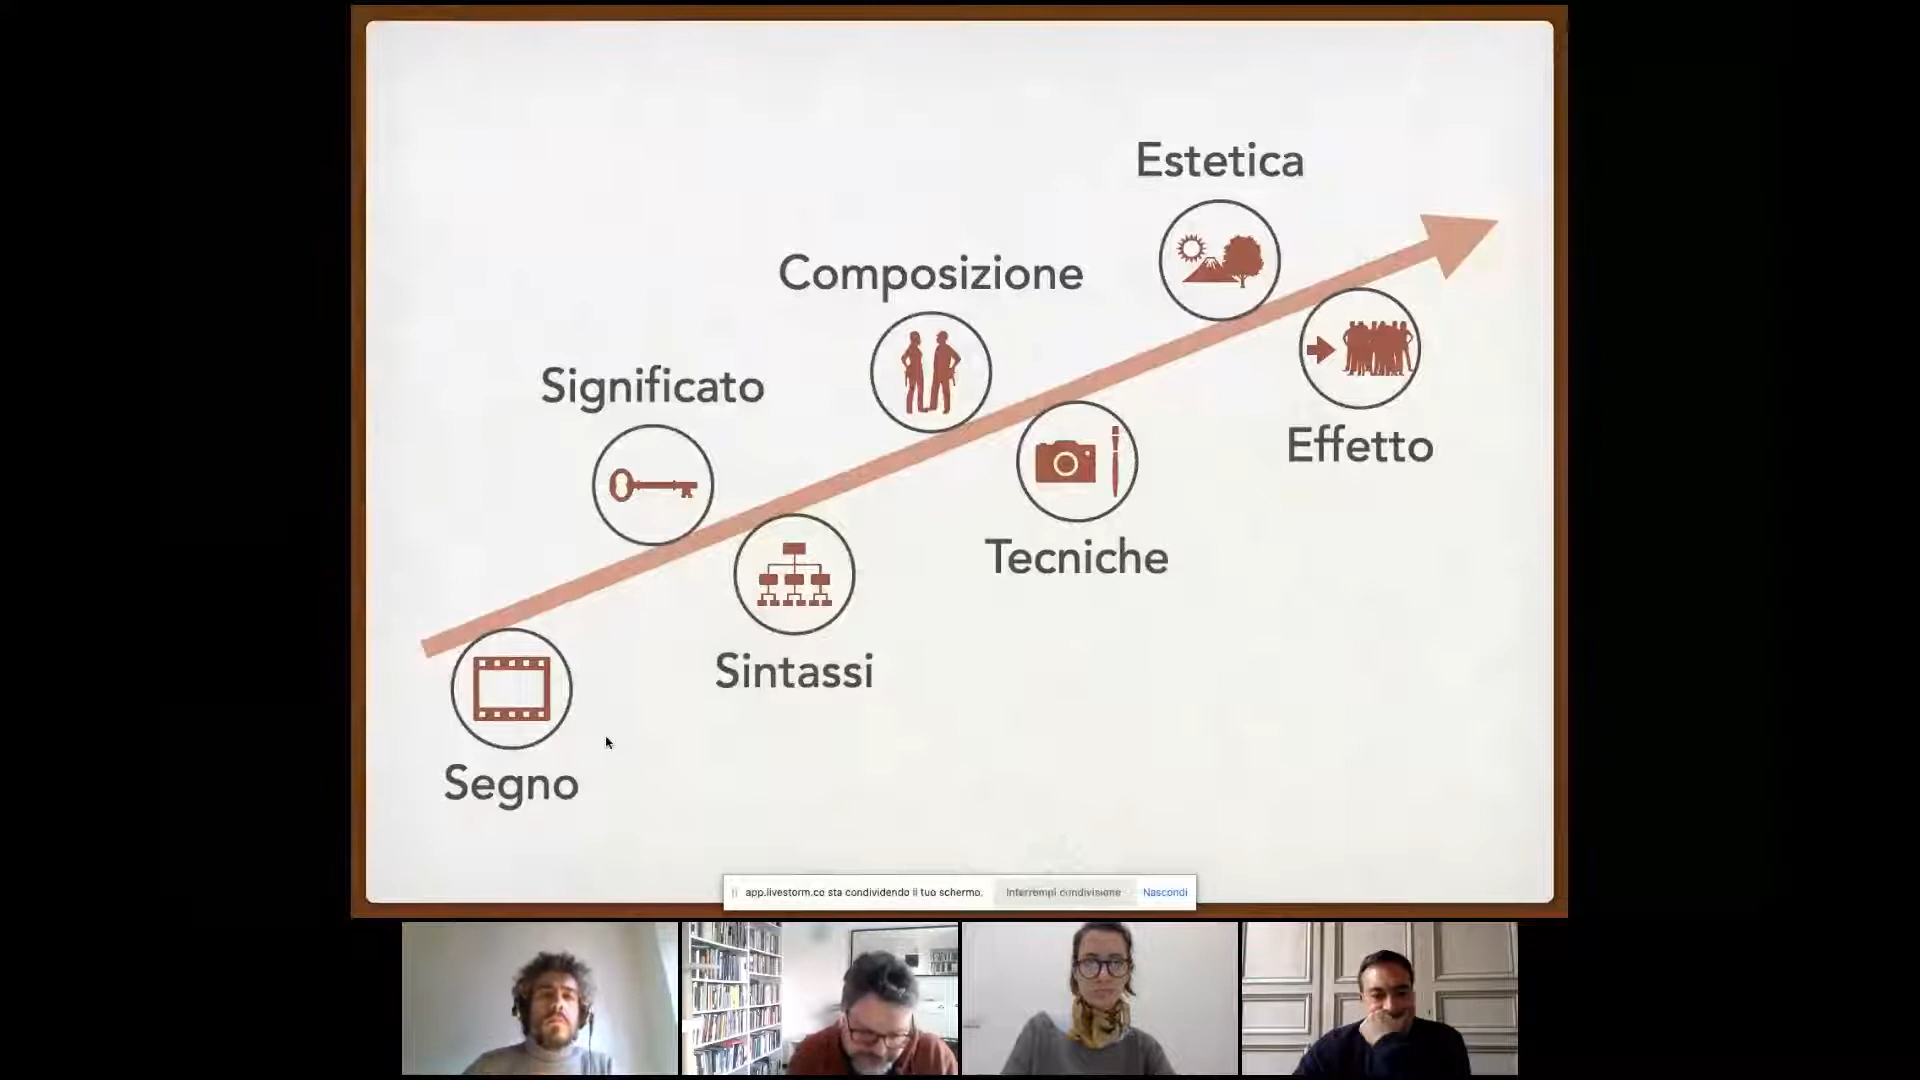 Estetica
Composizione
Significato
Effetto
Tecniche
Sintassi
Segno
app.livestorm.co sta condividendo il tuo schermo.
Interrompi condivisione
Nascondi